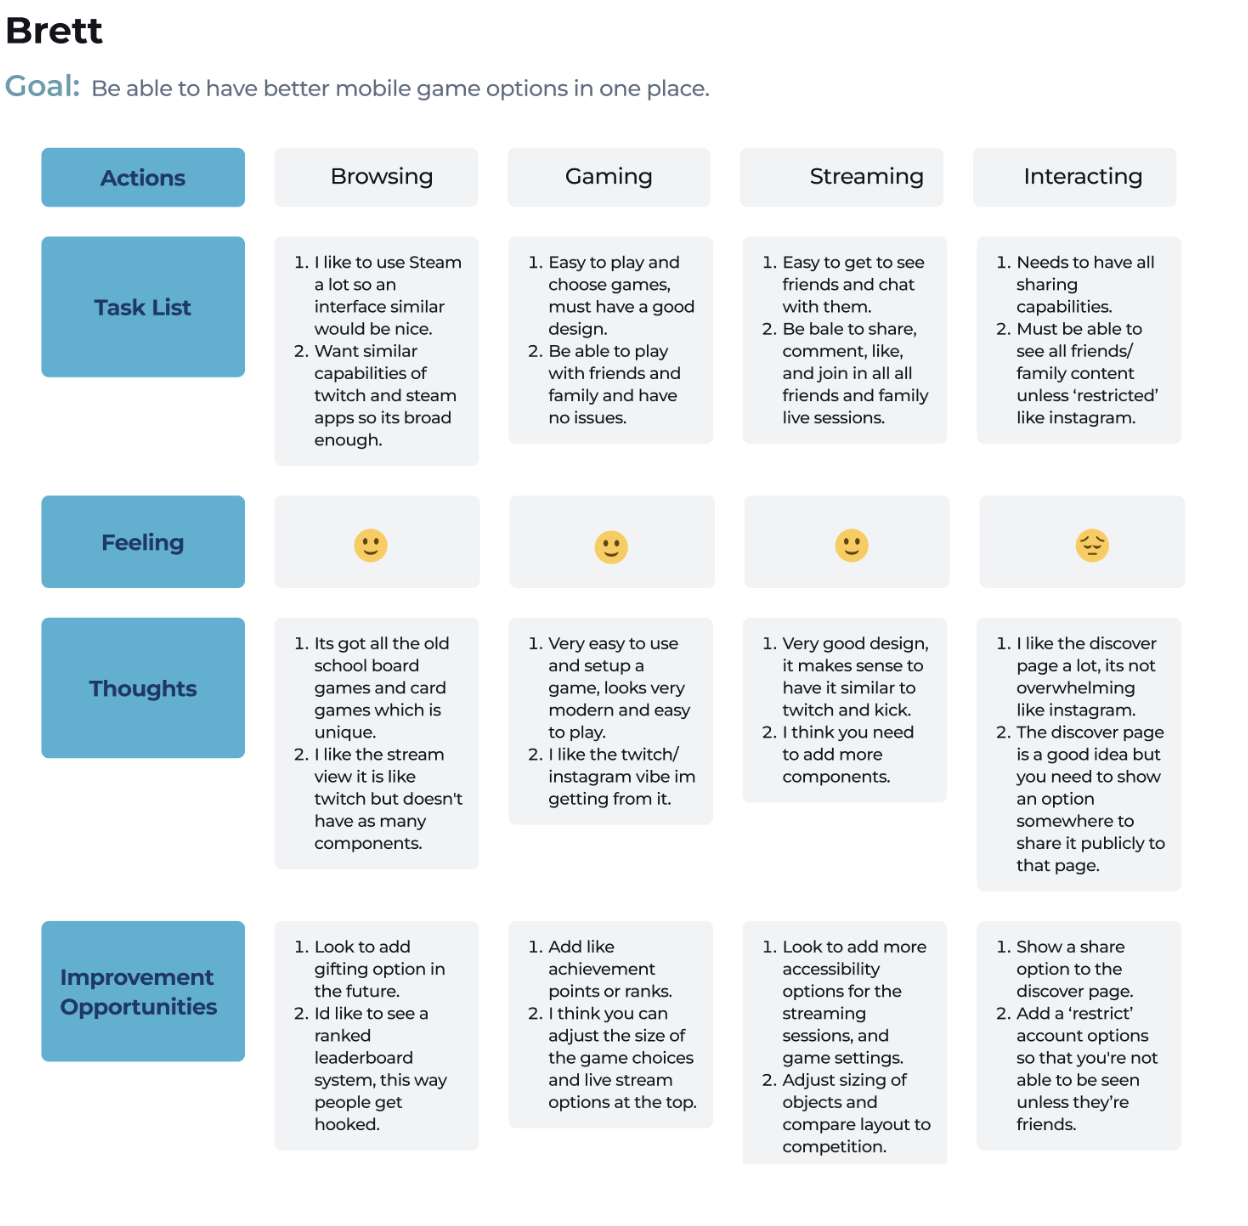 Brett
Goal: Be able to have better mobile game options in one place.
Actions
Browsing
Gaming
Streaming
Interacting
Task List
1. I like to use Steam
a lot so an
interface similar
would be nice.
2. Want similar
capabilities of
twitch and steam
apps so its broad
enough.
1. Easy to play and
choose games,
must have a good
design.
2. Be able to play
with friends and
family and have
no issues.
1. Easy to get to see
friends and chat
with them.
2. Be bale to share,
comment, like,
and join in all all
friends and family
live sessions.
1. Needs to have all
sharing
capabilities.
2. Must be able to
see all friends/
family content
unless ‘restricted’
like instagram.
Feeling
Thoughts
1. Its got all the old
school board
games and card
games which is
unique.
2. I like the stream
view it is like
twitch but doesn't
have as many
components.
1. Very easy to use
and setup a
game, looks very
modern and easy
to play.
2. I like the twitch/
instagram vibe im
getting from it.
1. Very good design,
it makes sense to
have it similar to
twitch and kick.
2. I think you need
to add more
components.
1. I like the discover
page a lot, its not
overwhelming
like instagram.
2. The discover page
is a good idea but
you need to show
an option
somewhere to
share it publicly to
that page.
Improvement
Opportunities
1. Look to add
gifting option in
the future.
2. Id like to see a
ranked
leaderboard
system, this way
people get
hooked.
1. Add like
achievement
points or ranks.
2. I think you can
adjust the size of
the game choices
and live stream
options at the top.
1. Look to add more
accessibility
options for the
streaming
sessions, and
game settings.
2. Adjust sizing of
objects and
compare layout to
competition.
1. Show a share
option to the
discover page.
2. Add a ‘restrict’
account options
so that you're not
able to be seen
unless they’re
friends.